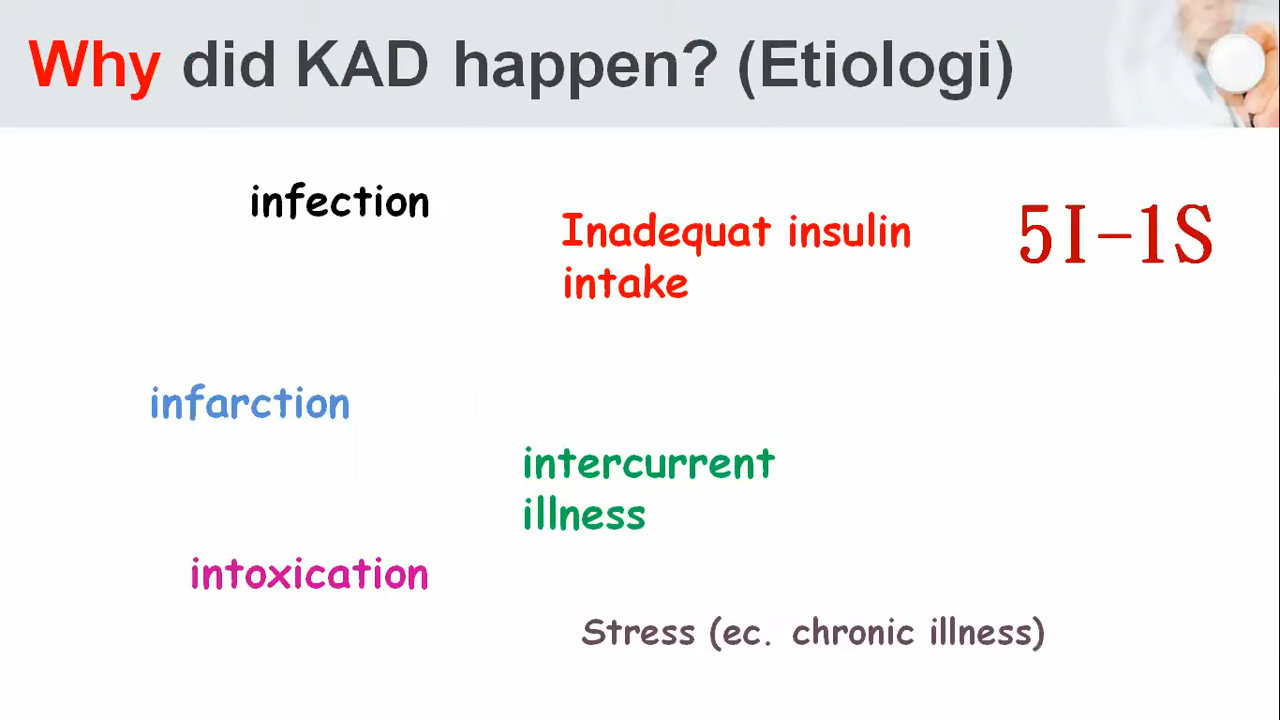 Why did KAD happen? (Etiologi)
infection
Inadequat insulin
intake
5I-1S
infarction
intercurrent
illness
intoxication
Stress (ec. chronic illness)